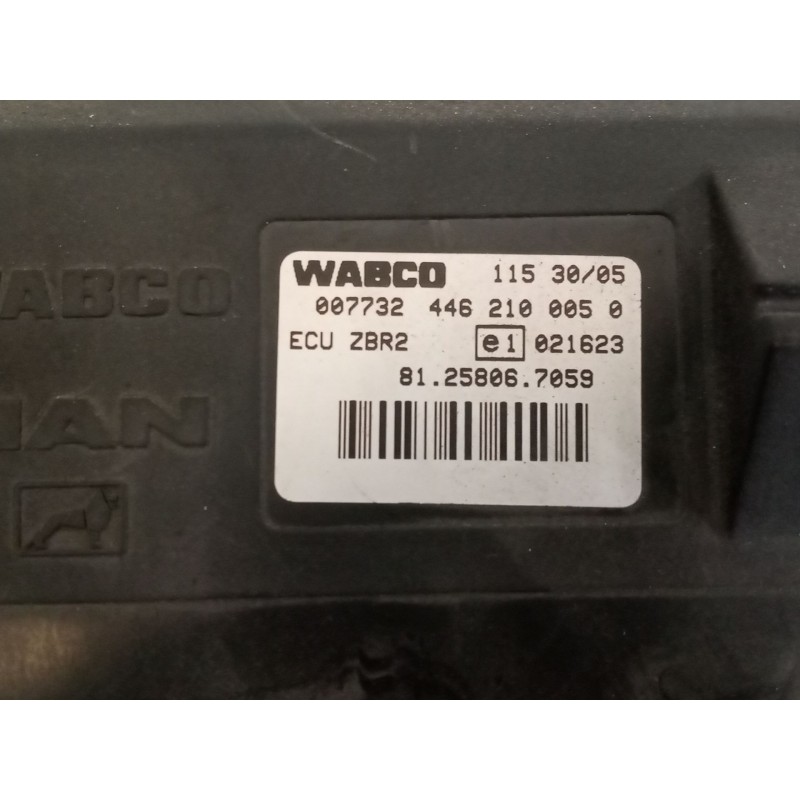 WABCO 115 30/05
007732 446 210 005 0
ECU ZBR2 e1 021623
81.25806.7059
WABCO
MAN